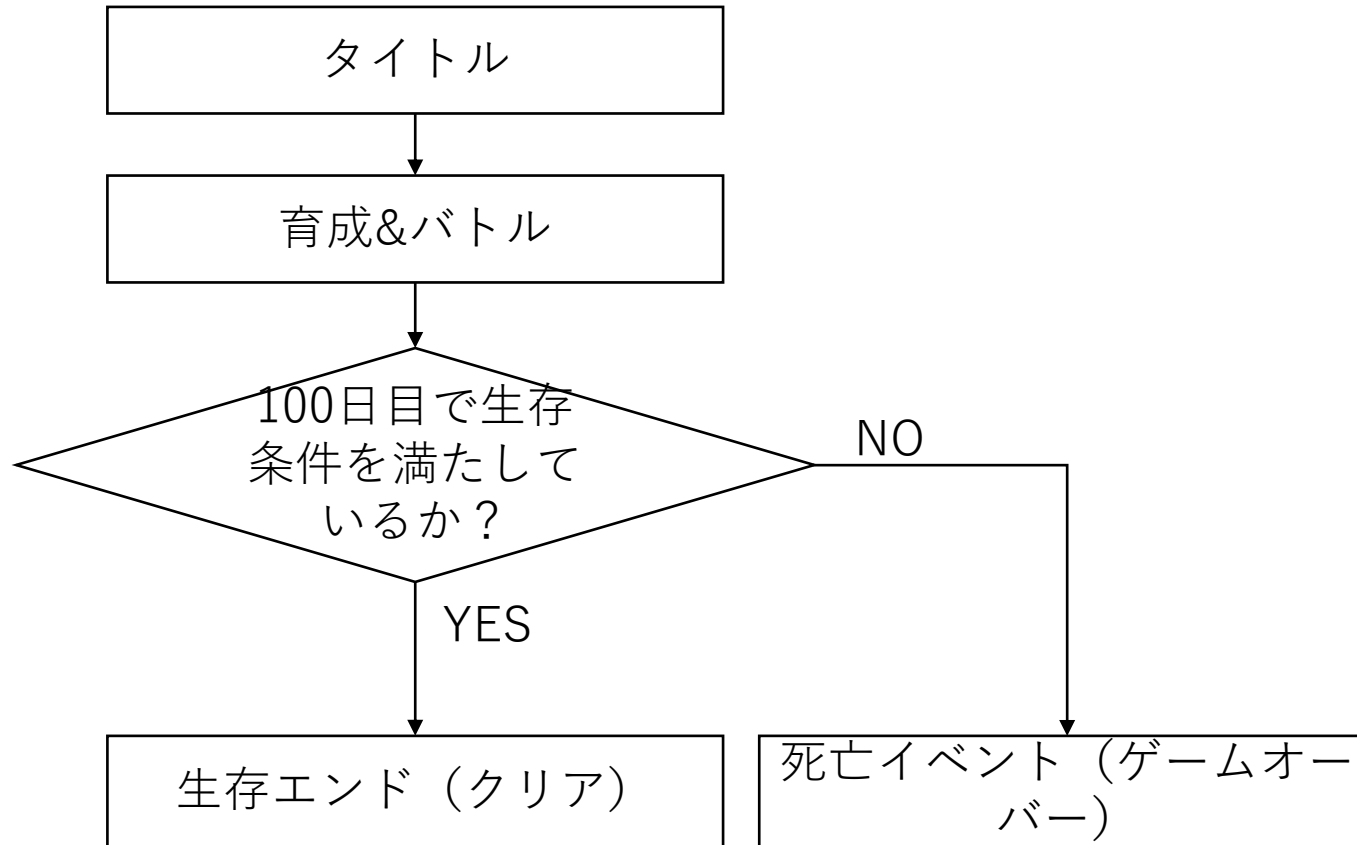 タイトル
育成&バトル
100日目で生存
条件を満たして
いるか？
NO
YES
生存エンド（クリア）
死亡イベント（ゲームオー
バー）